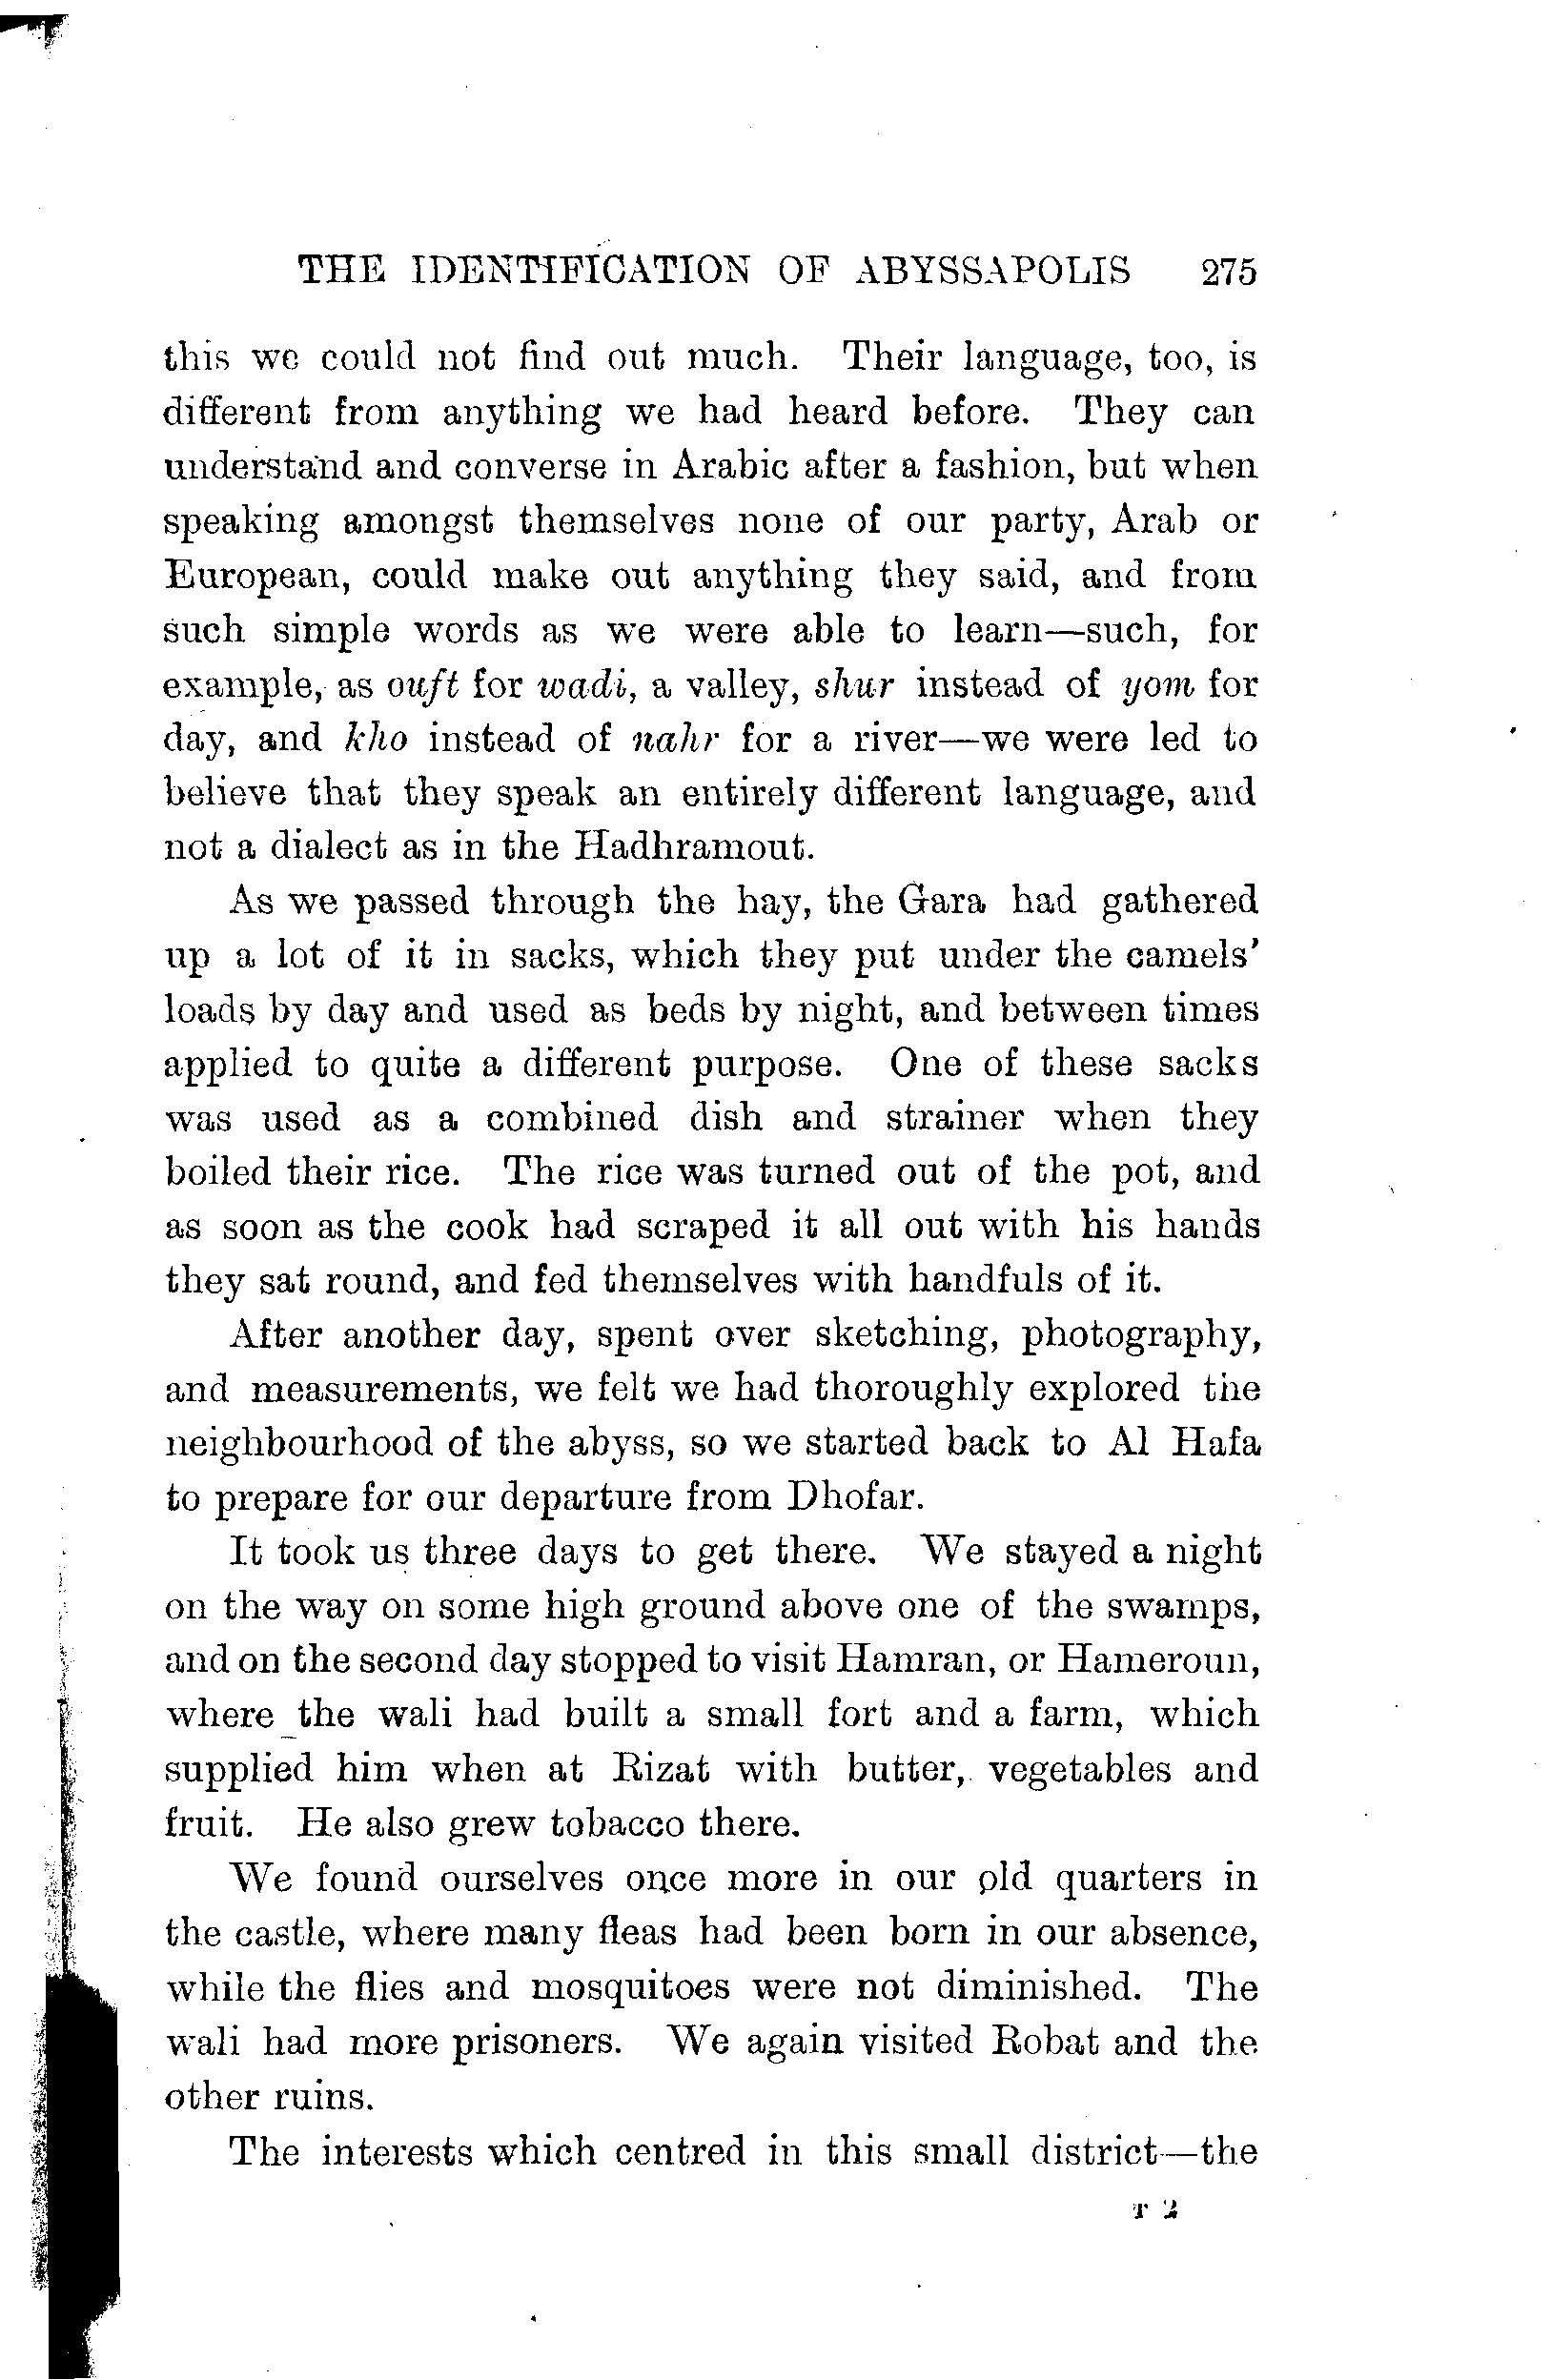 THE IDENTIFICATION OF ABYSSAPOLIS 275
this we could not find out much. Their language, too, is
different from anything we had heard before. They can
understand and converse in Arabic after a fashion, but when
speaking amongst themselves none of our party, Arab or
European, could make out anything they said, and from
such simple words as we were able to learn—such, for
example, as ouft for wadi, a valley, shur instead of yom for
day, and kho instead of nahr for a river—we were led to
believe that they speak an entirely different language, and
not a dialect as in the Hadhramout.
As we passed through the hay, the Gara had gathered
up a lot of it in sacks, which they put under the camels'
loads by day and used as beds by night, and between times
applied to quite a different purpose. One of these sacks
was used as a combined dish and strainer when they
boiled their rice. The rice was turned out of the pot, and
as soon as the cook had scraped it all out with his hands
they sat round, and fed themselves with handfuls of it.
After another day, spent over sketching, photography,
and measurements, we felt we had thoroughly explored the
neighbourhood of the abyss, so we started back to Al Hafa
to prepare for our departure from Dhofar.
It took us three days to get there. We stayed a night
on the way on some high ground above one of the swamps,
and on the second day stopped to visit Hamran, or Hameroun,
where the wali had built a small fort and a farm, which
supplied him when at Rizat with butter, vegetables and
fruit. He also grew tobacco there.
We found ourselves once more in our old quarters in
the castle, where many fleas had been born in our absence,
while the flies and mosquitoes were not diminished. The
wali had more prisoners. We again visited Robat and the
other ruins.
The interests which centred in this small district—the
T 2